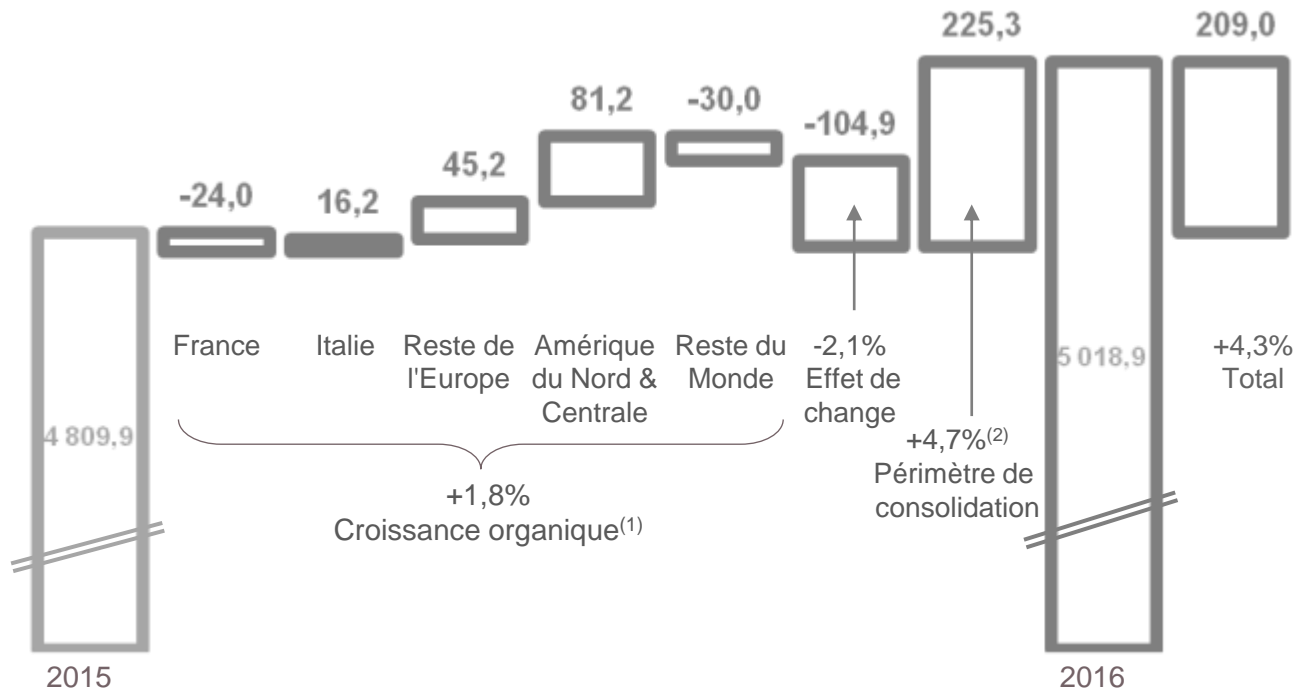 225,3
209,0
81,2
-30,0
-104,9
45,2
-24,0
16,2
France
Italie
Reste de
l'Europe
Amérique
du Nord &
Centrale
Reste du
Monde
-2,1%
Effet de
change
5 018,9
+4,3%
Total
4 809,9
+4,7%(2)
Périmètre de
consolidation
+1,8%
Croissance organique(1)
2015
2016